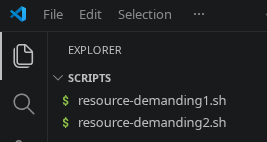 File Edit Selection ...
EXPLORER
SCRIPTS
$ resource-demanding1.sh
$ resource-demanding2.sh